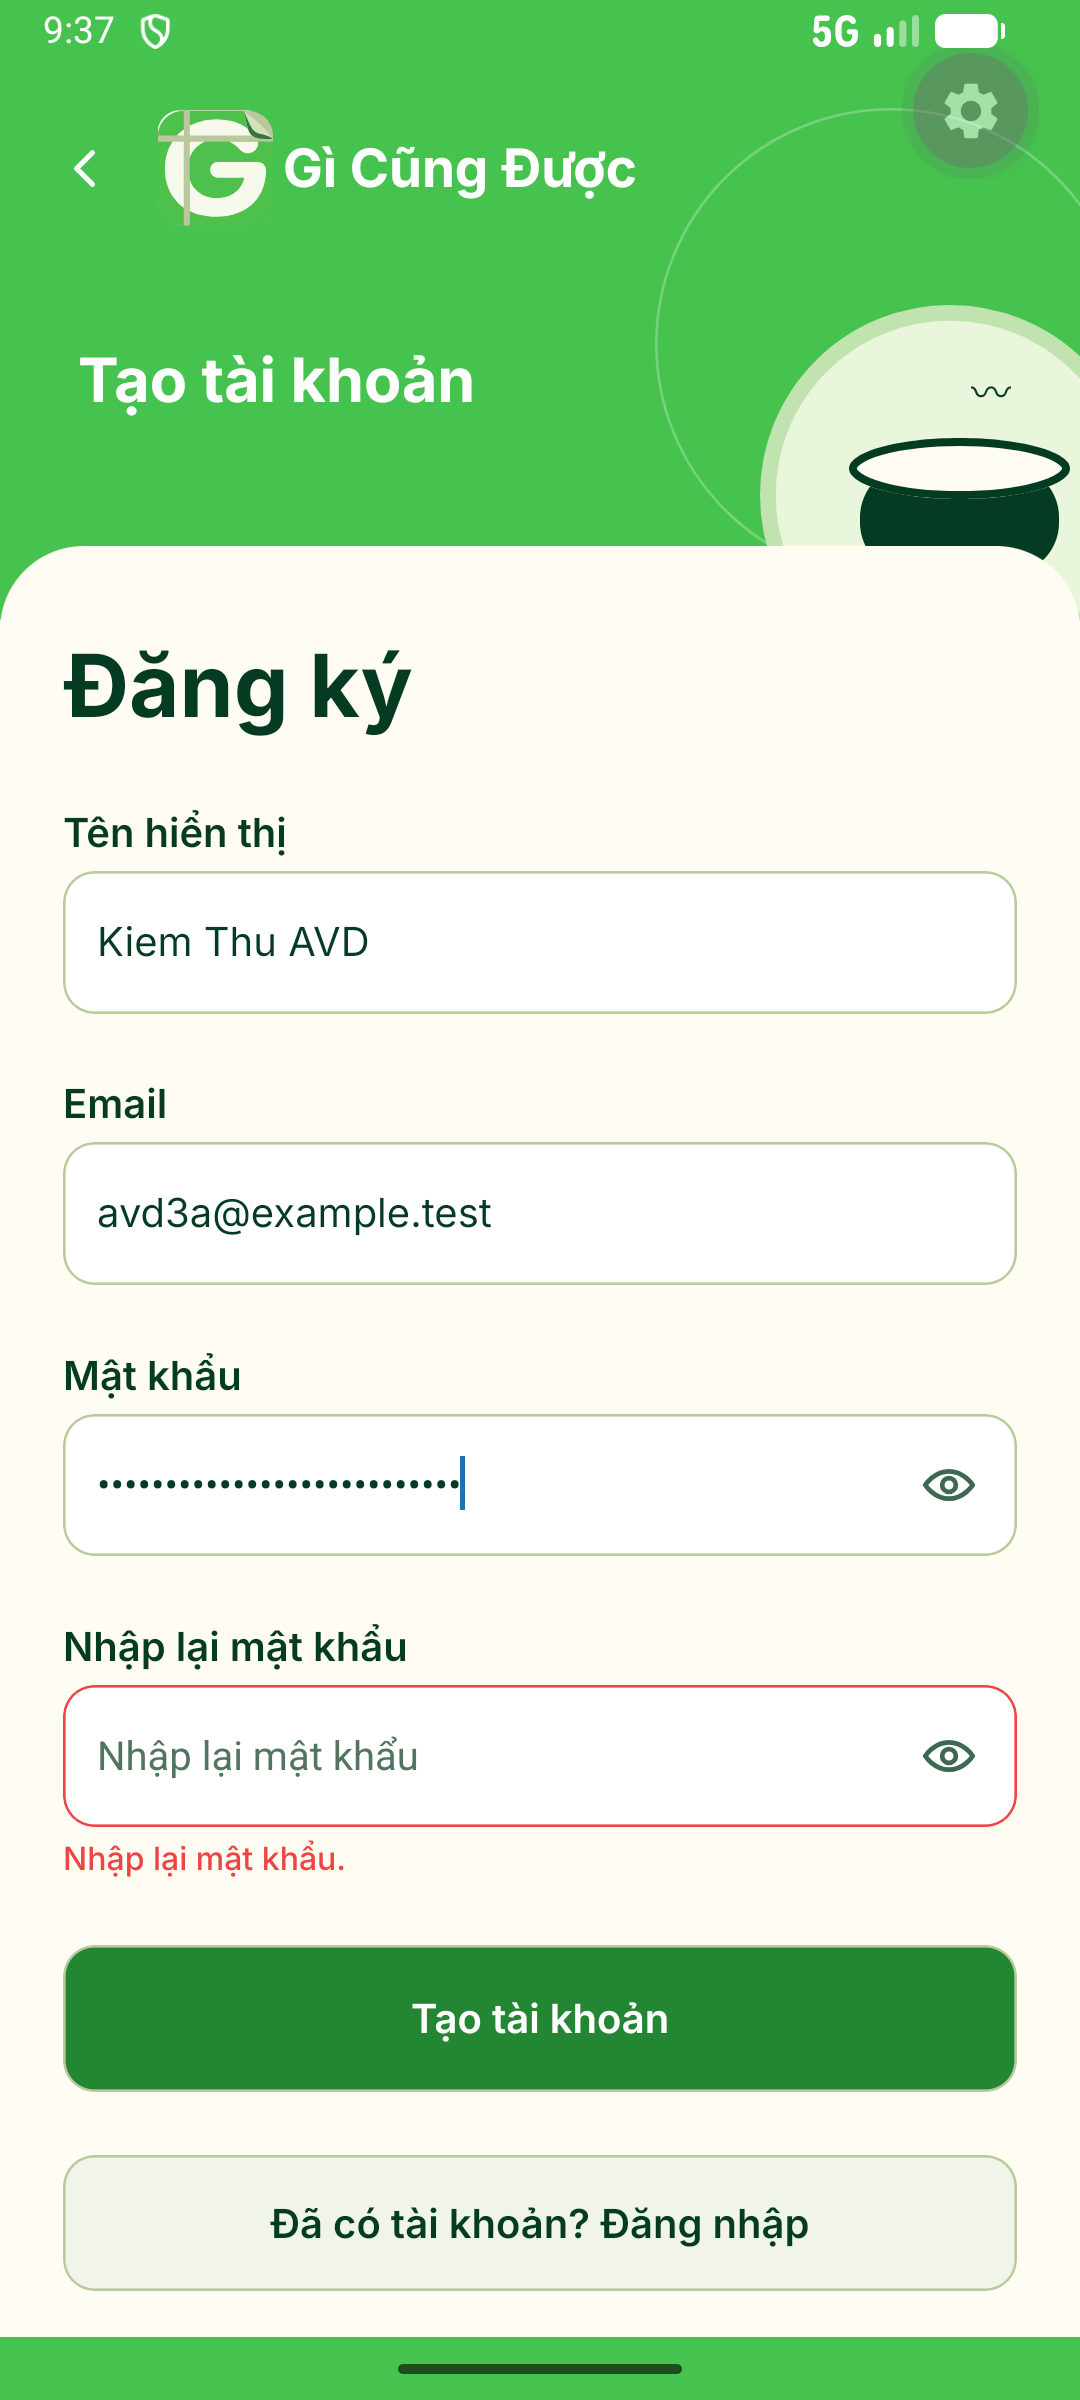 9:37
5G
Gì Cũng Được
Tạo tài khoản
Đăng ký
Tên hiển thị
Kiem Thu AVD
Email
avd3a@example.test
Mật khẩu
•••••••••••••••••••••••••••
Nhập lại mật khẩu
Nhập lại mật khẩu
Nhập lại mật khẩu.
Tạo tài khoản
Đã có tài khoản? Đăng nhập